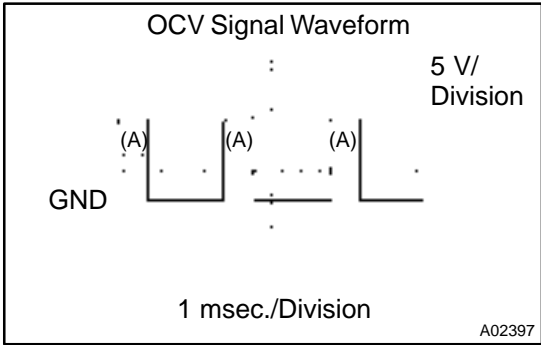 OCV Signal Waveform
5 V/
Division
(A) (A) (A)
GND
1 msec./Division
A02397